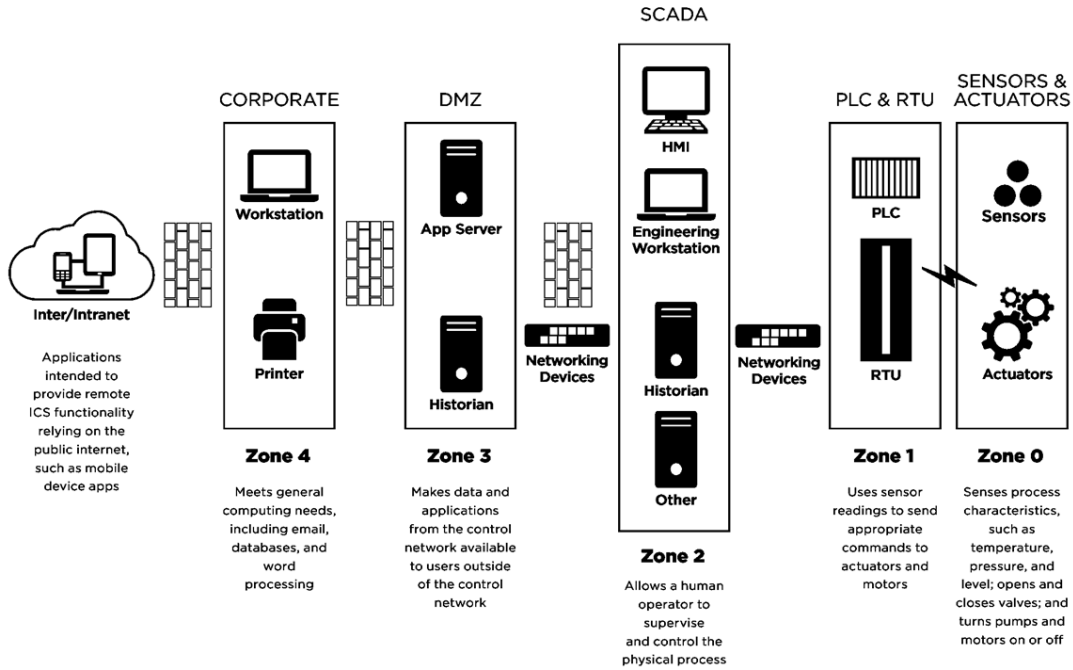 SCADA
CORPORATE
DMZ
PLC & RTU
SENSORS &
ACTUATORS
Inter/Intranet
Applications
intended to
provide remote
ICS functionality
relying on the
public internet,
such as mobile
device apps
Workstation
Printer
Zone 4
Meets general
computing needs,
including email,
databases, and
word
processing
App Server
Historian
Zone 3
Makes data and
applications
from the control
network available
to users outside
of the control
network
Networking
Devices
HMI
Engineering
Workstation
Historian
Other
Zone 2
Allows a human
operator to
supervise
and control the
physical process
Networking
Devices
PLC
RTU
Zone 1
Uses sensor
readings to send
appropriate
commands to
actuators and
motors
Sensors
Actuators
Zone 0
Senses process
characteristics,
such as
temperature,
pressure, and
level; opens and
closes valves; and
turns pumps and
motors on or off